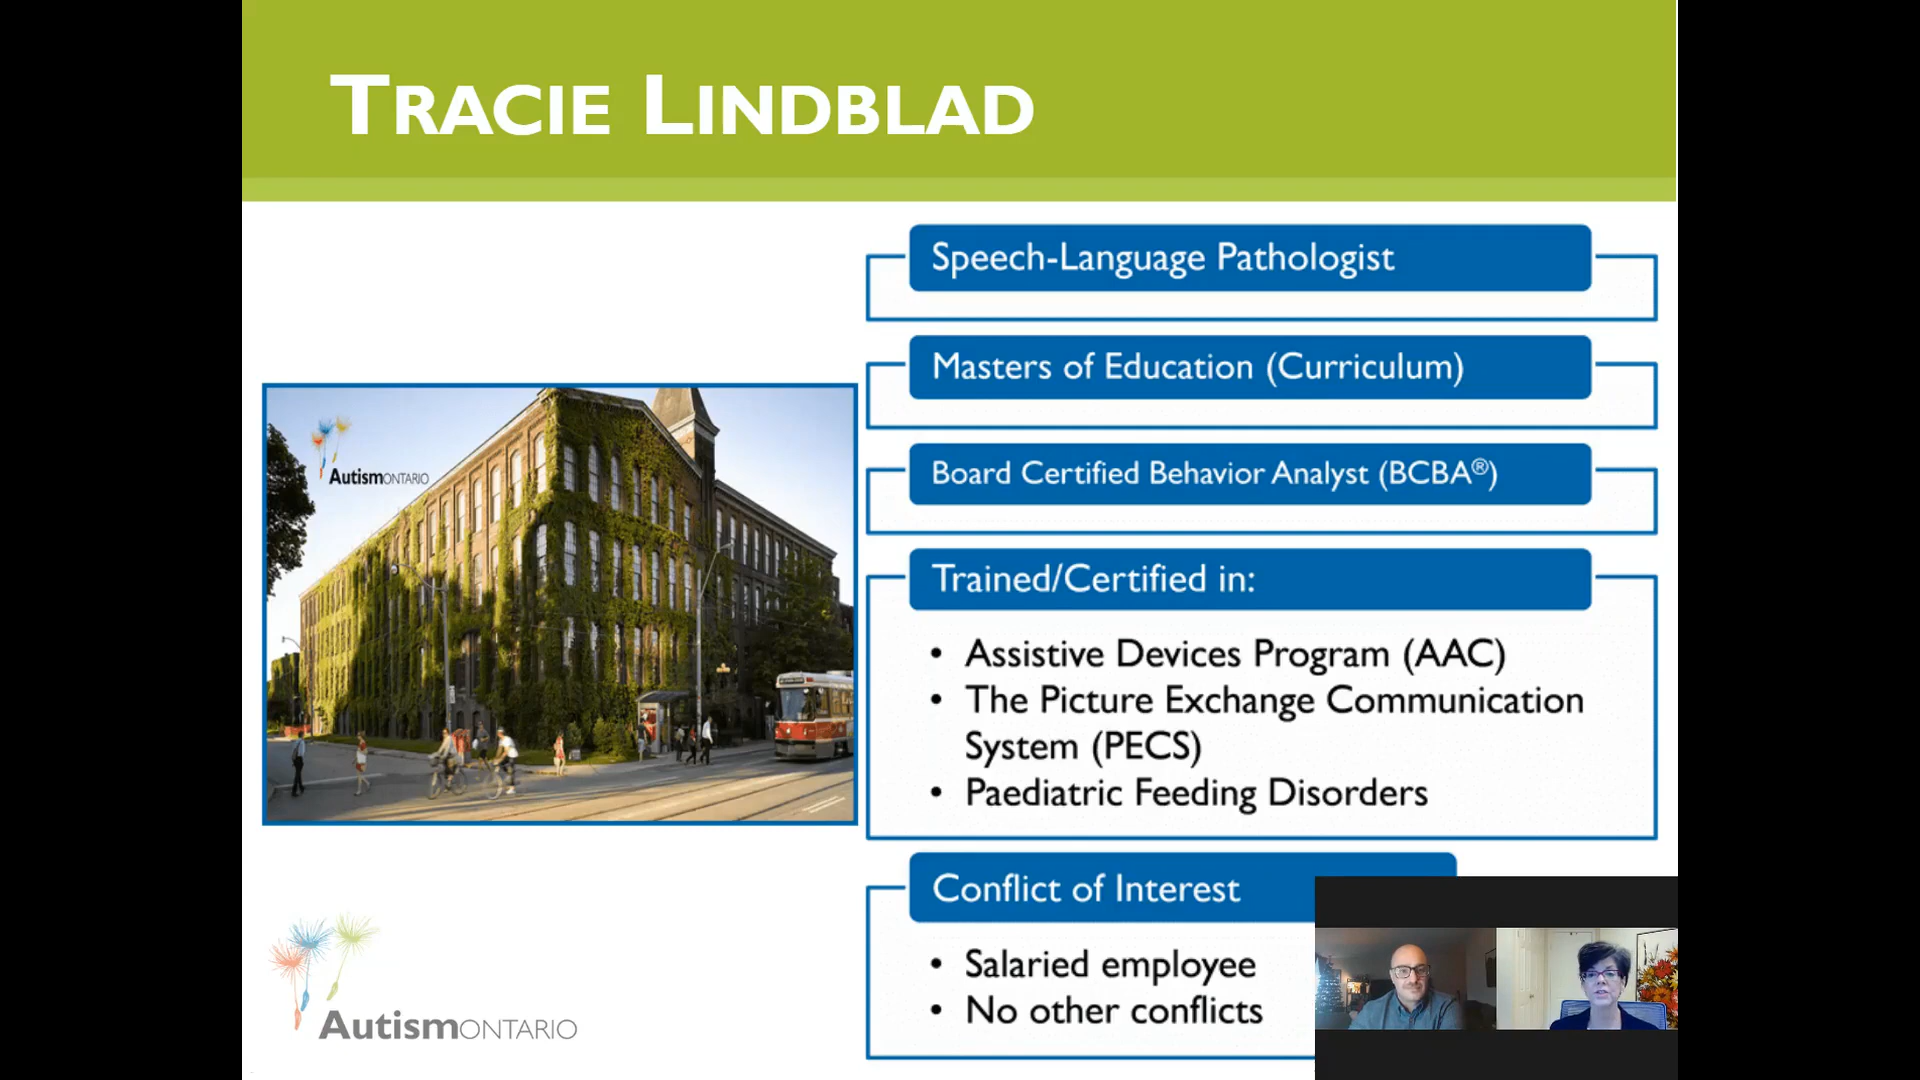 TRACIE LINDBLAD
Speech-Language Pathologist
Masters of Education (Curriculum)
Board Certified Behavior Analyst (BCBA®)
Trained/Certified in:
• Assistive Devices Program (AAC)
• The Picture Exchange Communication
System (PECS)
• Paediatric Feeding Disorders
Conflict of Interest
• Salaried employee
• No other conflicts
AutismONTARIO
AutismONTARIO